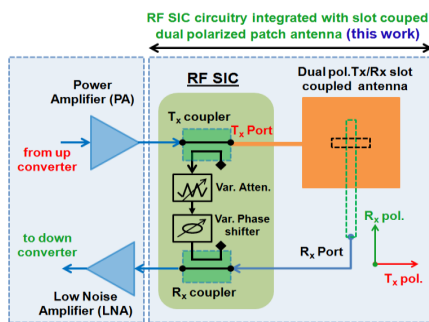 RF SIC circuitry integrated with slot couped
dual polarized patch antenna (this work)
Power
Amplifier (PA)
RF SIC
Dual pol.Tx/Rx slot
coupled antenna
Tx coupler
Tx Port
from up
converter
Var. Atten.
Var. Phase
shifter
to down
converter
Rx Port
Rx pol.
Tx pol.
Low Noise
Amplifier (LNA)
Rx coupler